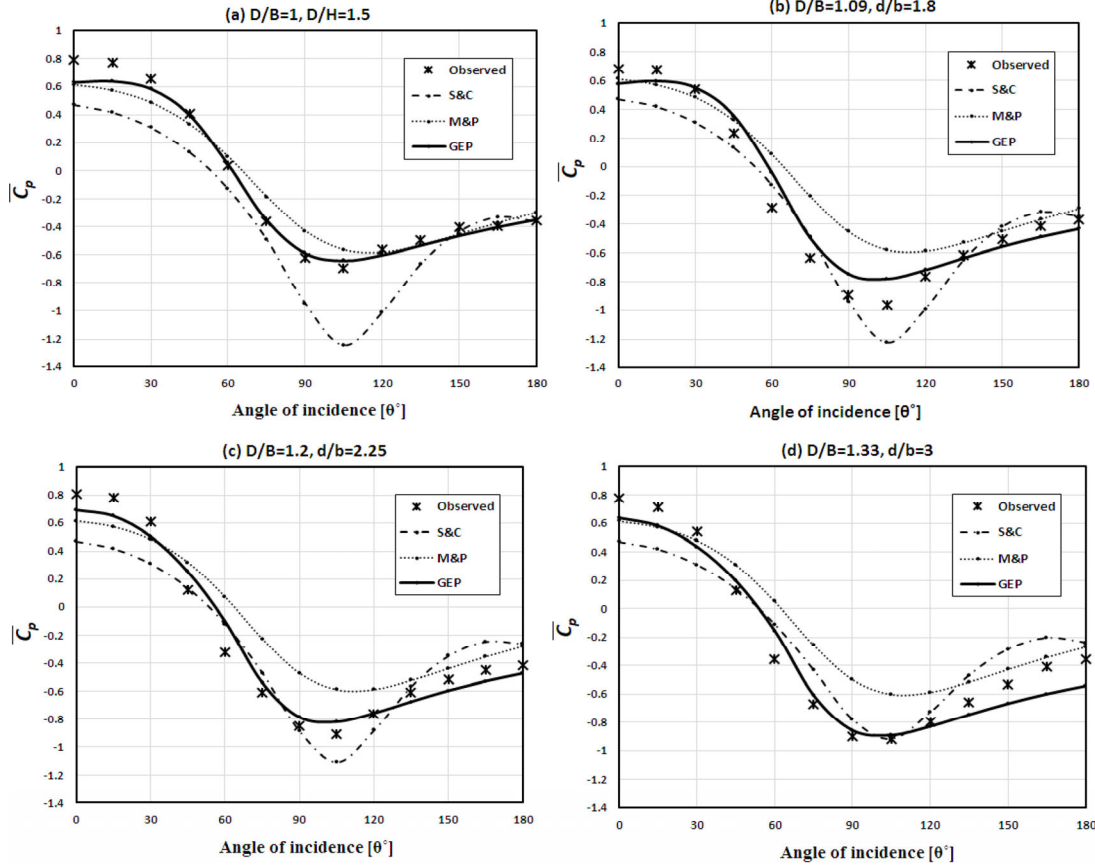 (a) D/B=1, D/H=1.5
1
0.8
0.6
0.4
0.2
0
-0.2
-0.4
-0.6
-0.8
-1
-1.2
-1.4
0 30 60 90 120 150 180
Cp
Angle of incidence [θ°]
Observed
S&C
M&P
GEP
(b) D/B=1.09, d/b=1.8
1
0.8
0.6
0.4
0.2
0
-0.2
-0.4
-0.6
-0.8
-1
-1.2
-1.4
0 30 60 90 120 150 180
Cp
Angle of incidence [θ°]
Observed
S&C
M&P
GEP
(c) D/B=1.2, d/b=2.25
1
0.8
0.6
0.4
0.2
0
-0.2
-0.4
-0.6
-0.8
-1
-1.2
-1.4
0 30 60 90 120 150 180
Cp
Angle of incidence [θ°]
Observed
S&C
M&P
GEP
(d) D/B=1.33, d/b=3
1
0.8
0.6
0.4
0.2
0
-0.2
-0.4
-0.6
-0.8
-1
-1.2
-1.4
0 30 60 90 120 150 180
Cp
Angle of incidence [θ°]
Observed
S&C
M&P
GEP